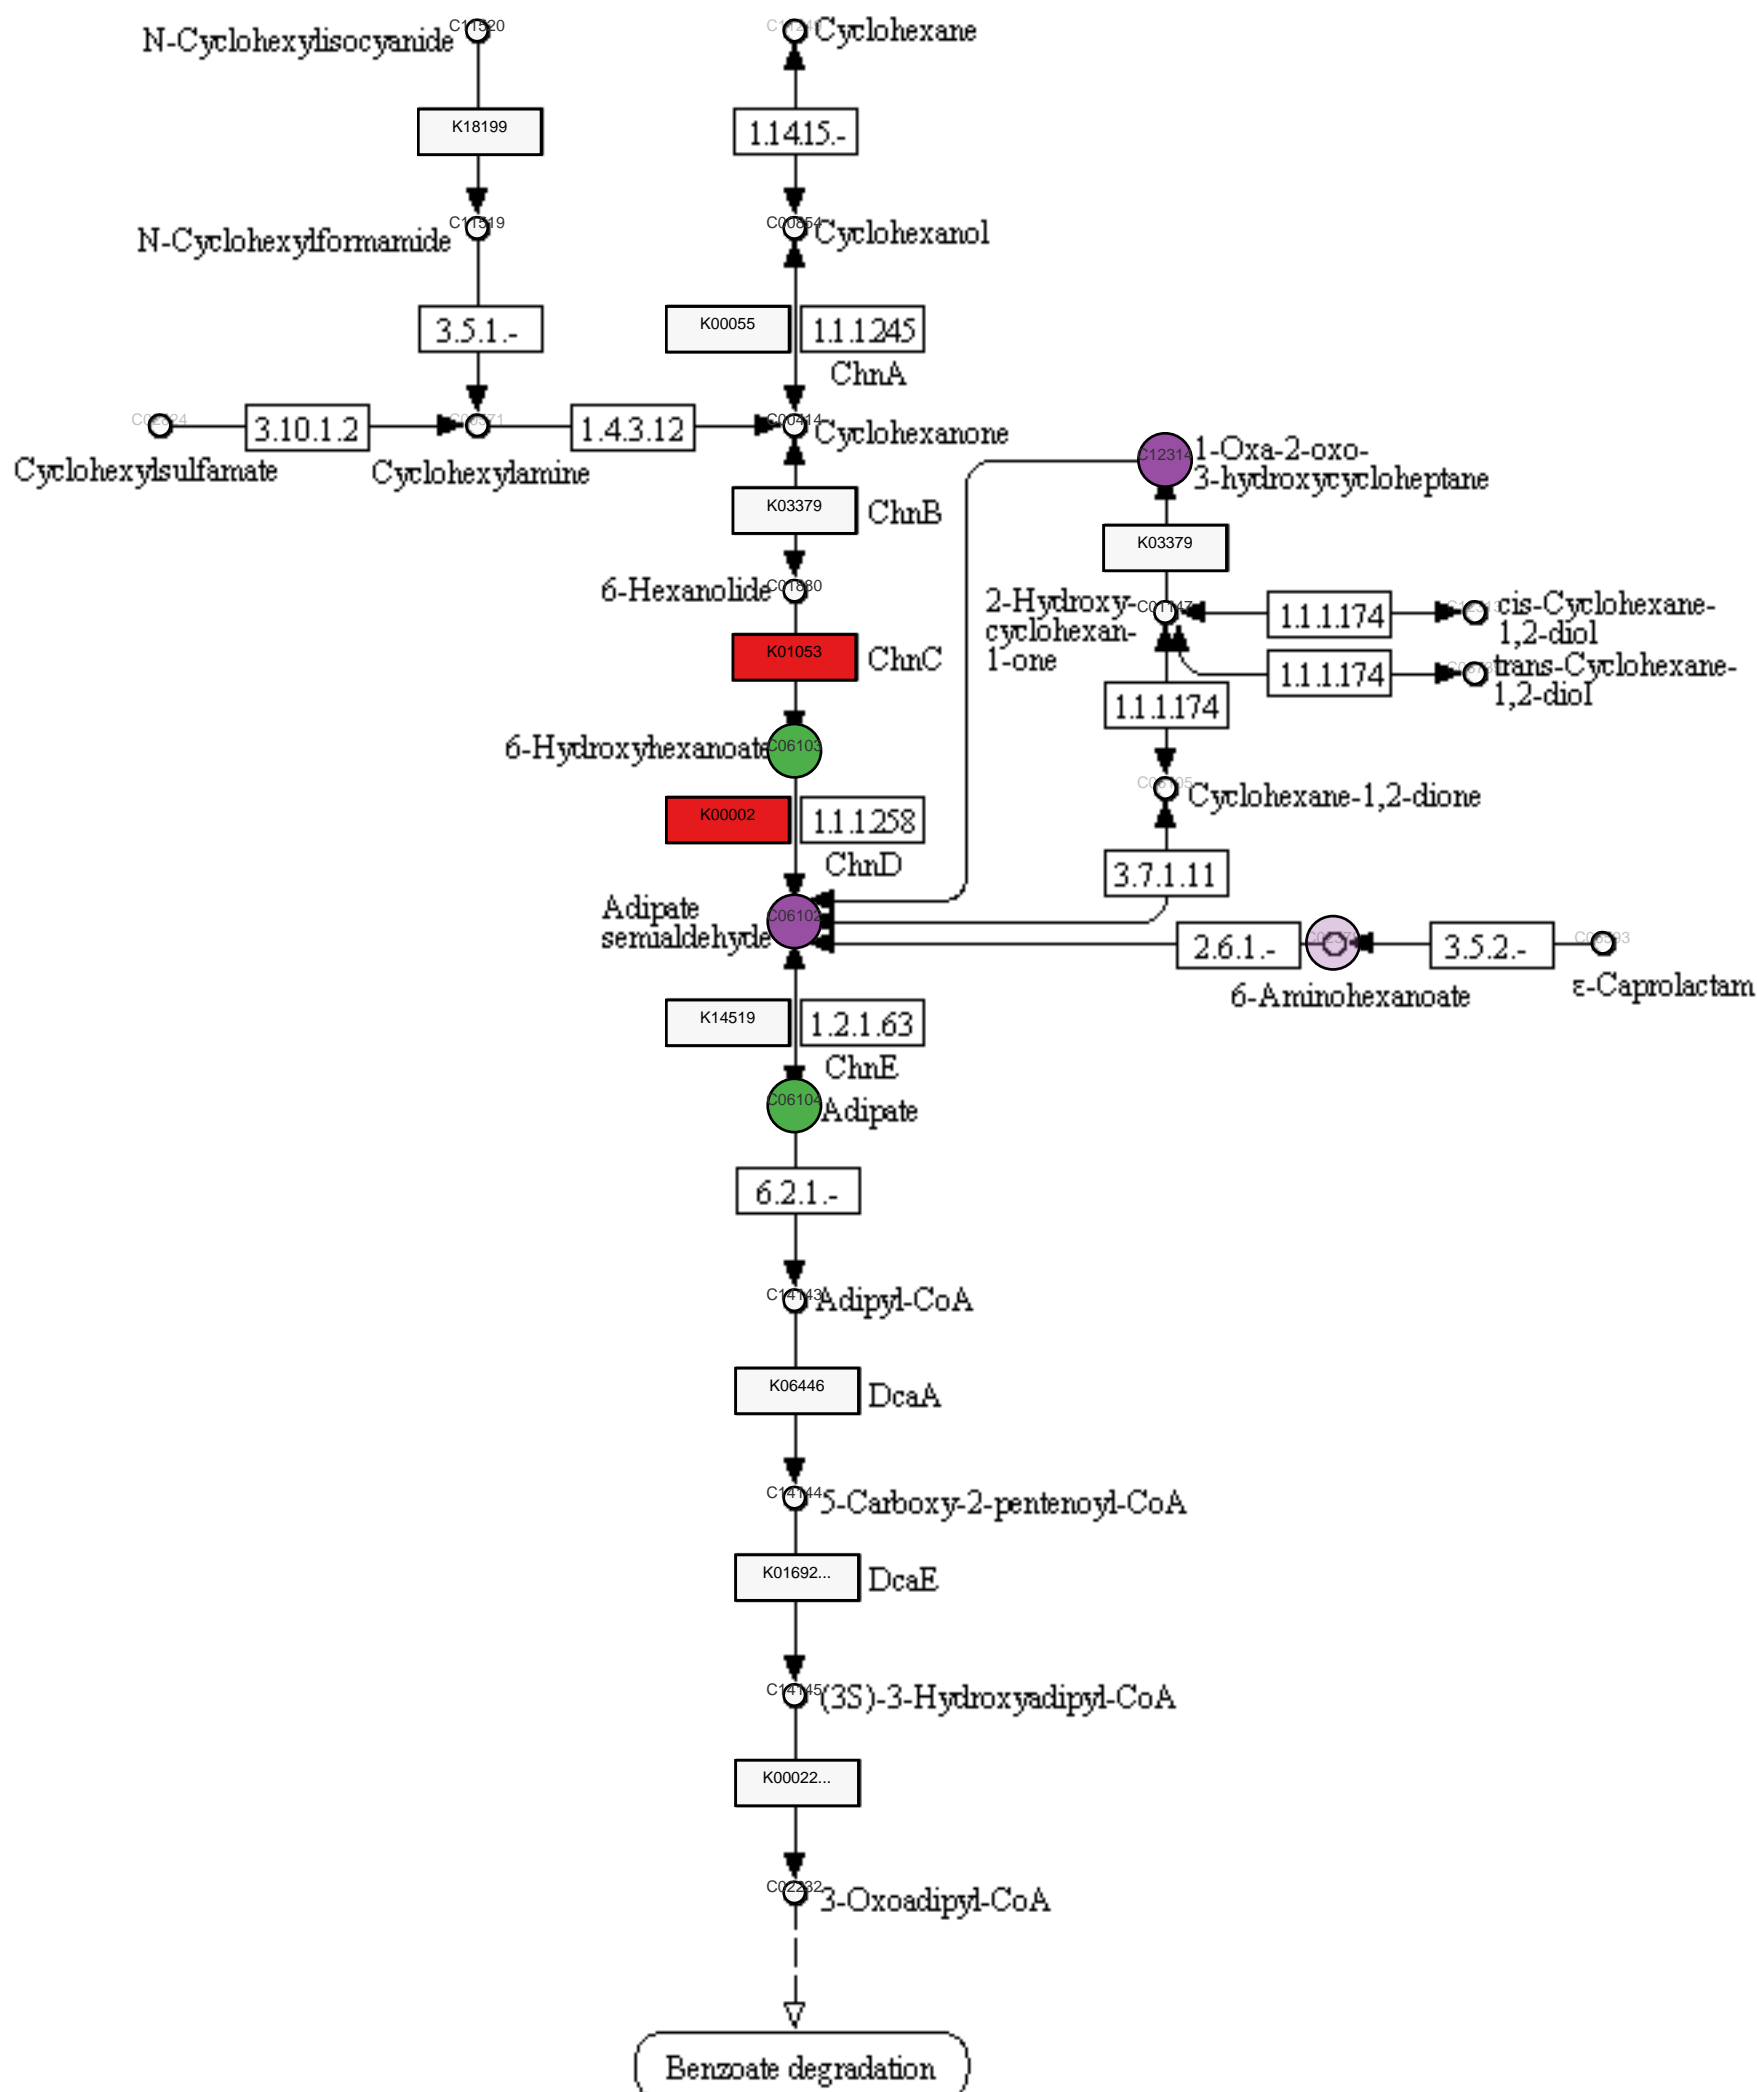 C11520
N-Cyclohexylisocyanide
Cyclohexane
K18199
1.14.15.-
C11519
N-Cyclohexylformamide
C00854
Cyclohexanol
3.5.1.-
K00055
1.1.1.245
ChnA
3.10.1.2
1.4.3.12
C00414
Cyclohexanone
Cyclohexylsulfamate
Cyclohexylamine
C12314
1-Oxa-2-oxo-
3-hydroxycycloheptane
K03379
ChnB
K03379
6-Hexanolide
C01880
2-Hydroxy-
cyclohexan-
1-one
C01147
1.1.1.174
cis-Cyclohexane-
1,2-diol
K01053
ChnC
1.1.1.174
trans-Cyclohexane-
1,2-diol
1.1.1.174
6-Hydroxyhexanoate
C06103
Cyclohexane-1,2-dione
K00002
1.1.1.258
ChnD
3.7.1.11
Adipate
semialdehyde
C06102
2.6.1.-
3.5.2.-
6-Aminohexanoate
ε-Caprolactam
K14519
1.2.1.63
ChnE
C06104
Adipate
6.2.1.-
C14143
Adipyl-CoA
K06446
DcaA
C14144
5-Carboxy-2-pentenoyl-CoA
K01692...
DcaE
C14145
(3S)-3-Hydroxyadipyl-CoA
K00022...
C02232
3-Oxoadipyl-CoA
Benzoate degradation